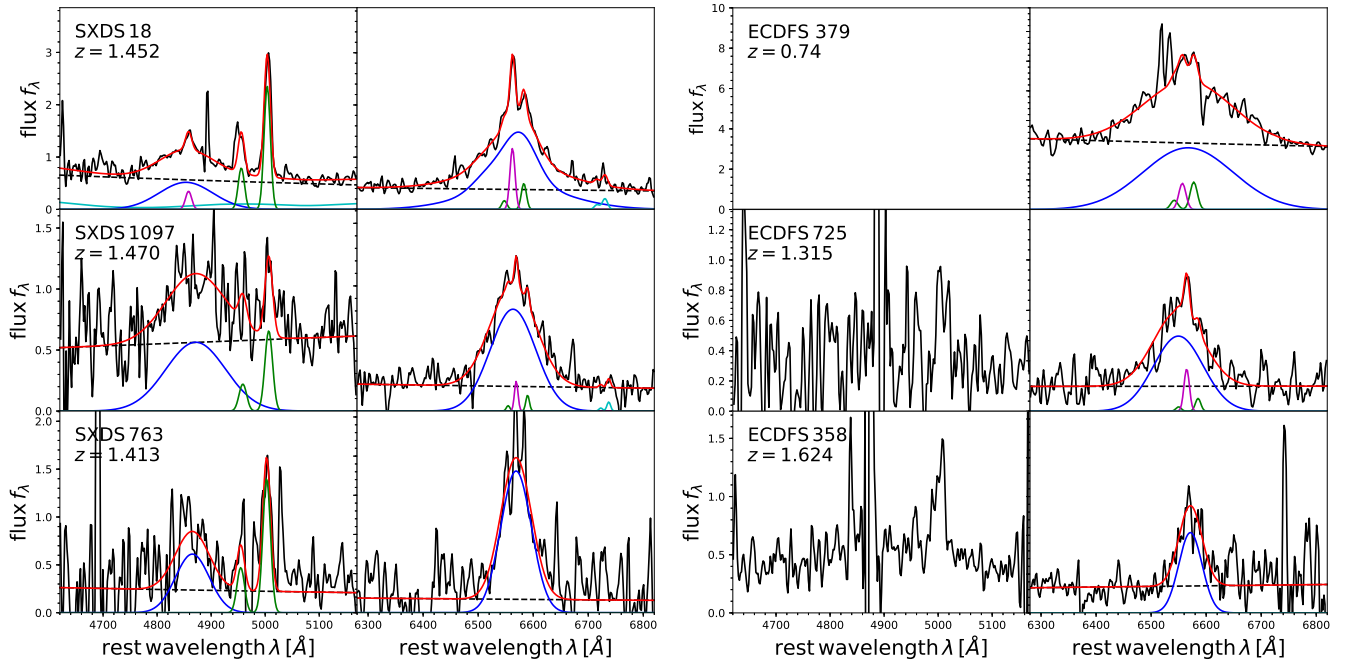 SXDS 18
z = 1.452
flux f_λ
0
1
2
3
SXDS 1097
z = 1.470
flux f_λ
0.0
0.5
1.0
1.5
SXDS 763
z = 1.413
flux f_λ
0.0
0.5
1.0
1.5
2.0
4700 4800 4900 5000 5100
rest wavelength λ [Å]
6300 6400 6500 6600 6700 6800
rest wavelength λ [Å]
ECDFS 379
z = 0.74
flux f_λ
0
2
4
6
8
10
ECDFS 725
z = 1.315
flux f_λ
0.0
0.2
0.4
0.6
0.8
1.0
1.2
ECDFS 358
z = 1.624
flux f_λ
0.0
0.5
1.0
1.5
4700 4800 4900 5000 5100
rest wavelength λ [Å]
6300 6400 6500 6600 6700 6800
rest wavelength λ [Å]